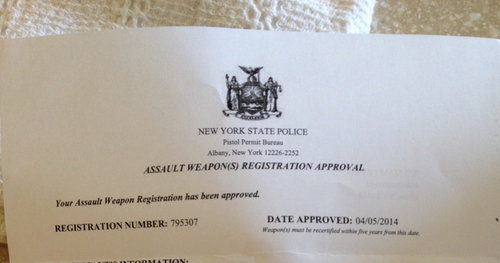 EXCELSIOR
NEW YORK STATE POLICE
Pistol Permit Bureau
Albany, New York 12226-2252
ASSAULT WEAPON(S) REGISTRATION APPROVAL
Your Assault Weapon Registration has been approved.
REGISTRATION NUMBER: 795307
DATE APPROVED: 04/05/2014
Weapon(s) must be recertified within five years from this date.
INFORMATION: